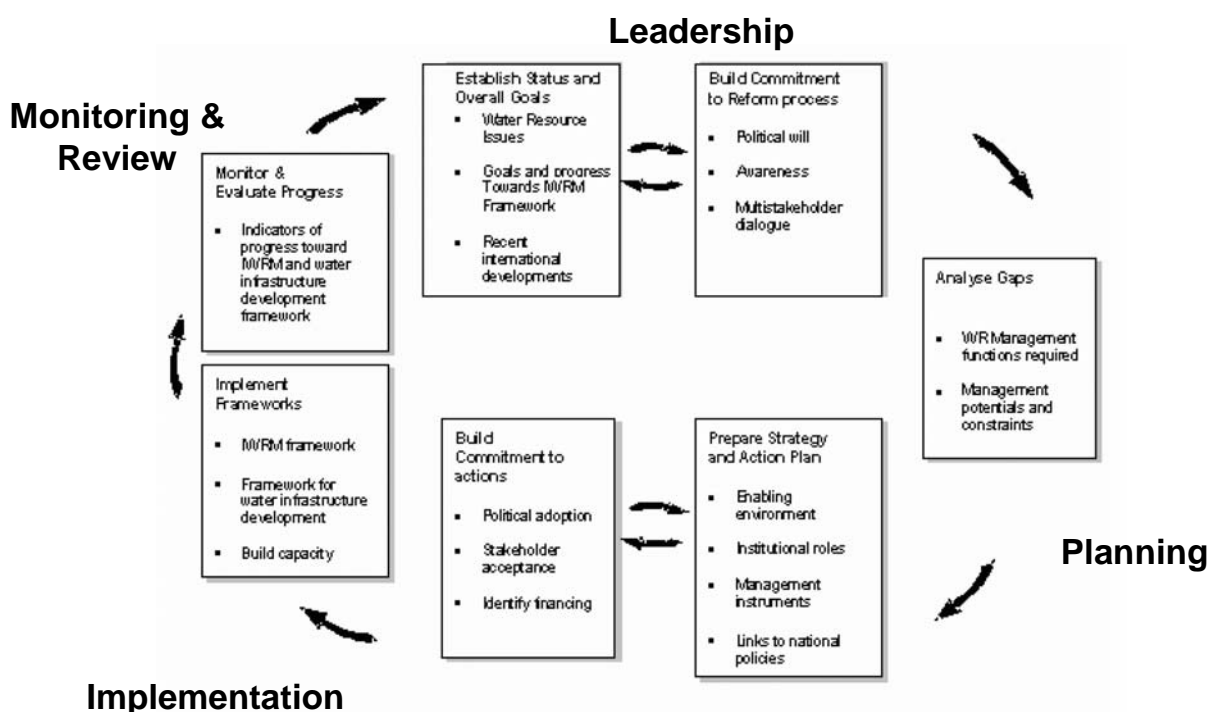 Leadership
Monitoring &
Review
Establish Status and
Overall Goals
▪ Water Resource
Issues
▪ Goals and progress
Towards IWRM
Framework
▪ Recent
international
developments
Build Commitment
to Reform process
▪ Political will
▪ Awareness
▪ Multistakeholder
dialogue
Monitor &
Evaluate Progress
▪ Indicators of
progress toward
IWRM and water
infrastructure
development
framework
Analyse Gaps
▪ WR Management
functions required
▪ Management
potentials and
constraints
Implement
Frameworks
▪ IWRM framework
▪ Framework for
water infrastructure
development
▪ Build capacity
Build
Commitment to
actions
▪ Political adoption
▪ Stakeholder
acceptance
▪ Identify financing
Prepare Strategy
and Action Plan
▪ Enabling
environment
▪ Institutional roles
▪ Management
instruments
▪ Links to national
policies
Planning
Implementation